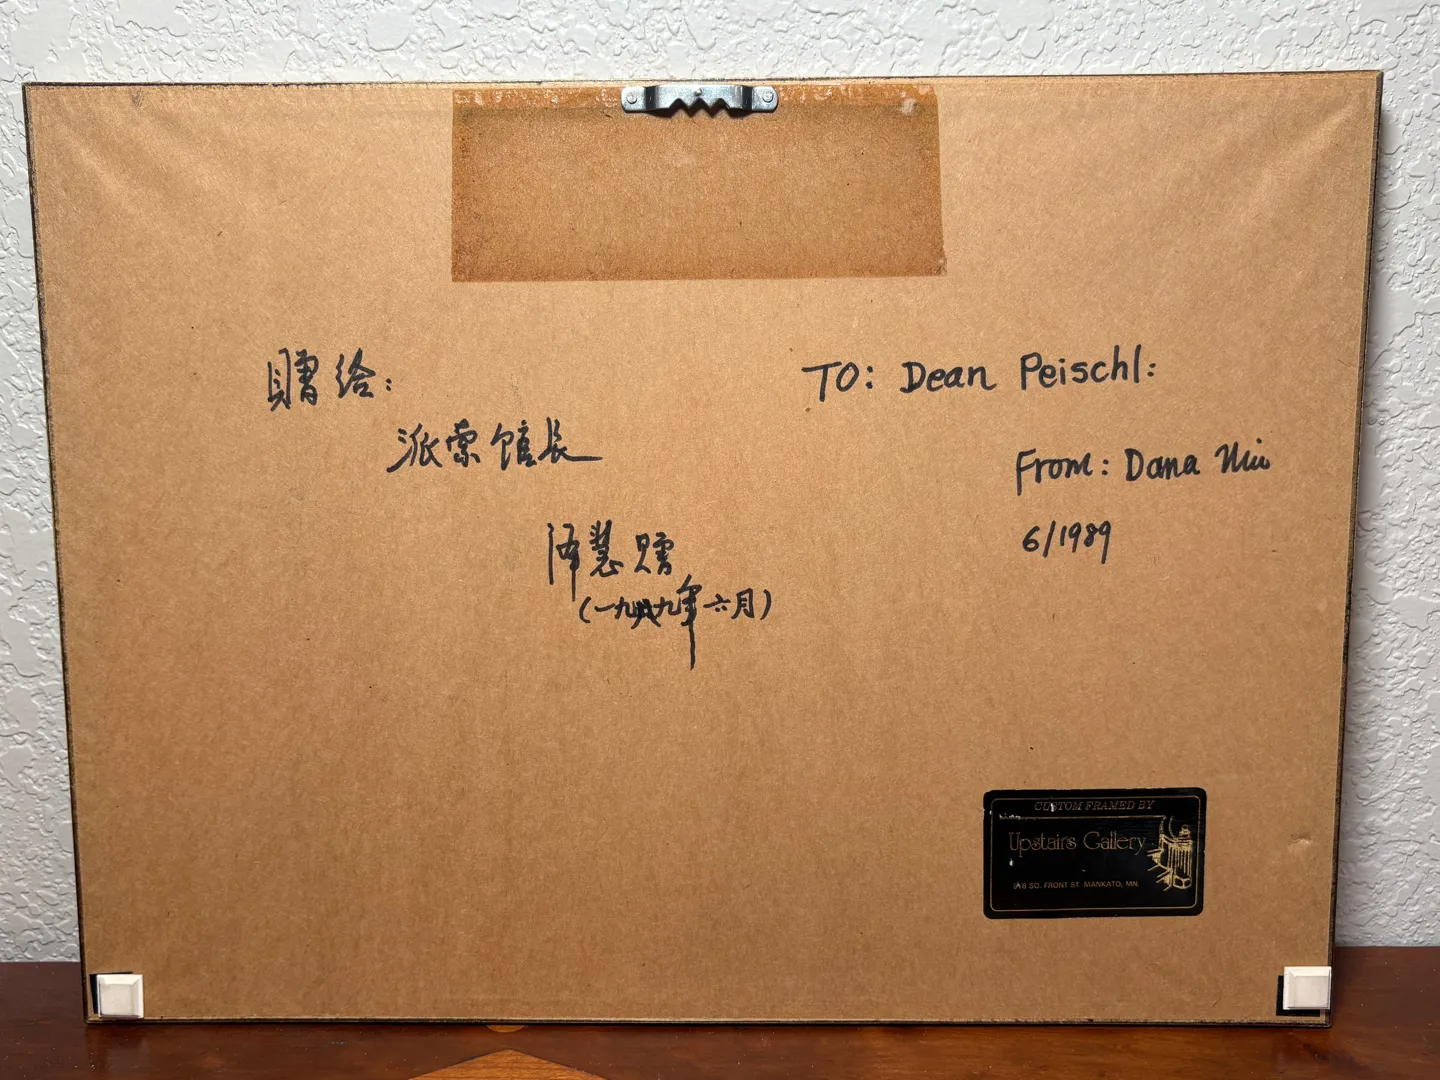 赠给:
派索馆长
慧赠
(一九八九年六月)
TO: Dean Peischl:
From: Dana Niu
6/1989
CUSTOM FRAMED BY
Upstairs Gallery
SO. FRONT ST. MANKATO, MN.